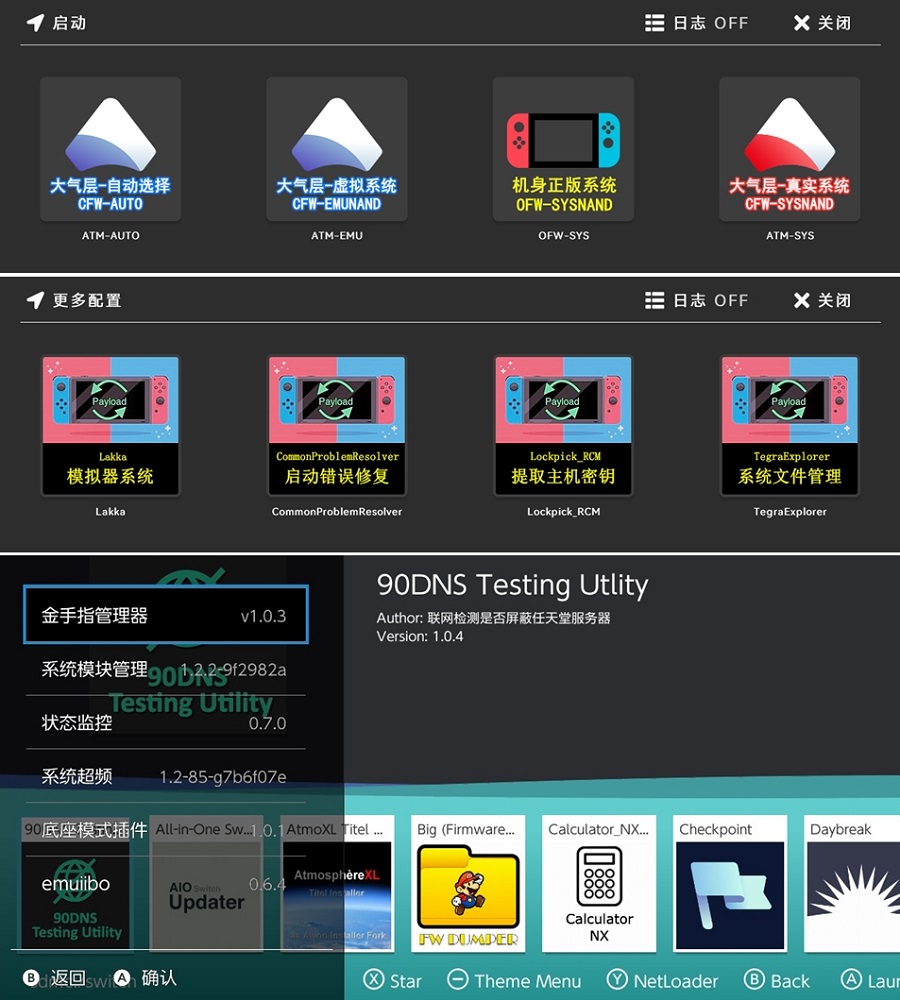 启动
日志 OFF
关闭
大气层-自动选择
CFW-AUTO
大气层-虚拟系统
CFW-EMUNAND
机身正版系统
OFW-SYSNAND
大气层-真实系统
CFW-SYSNAND
ATM-AUTO
ATM-EMU
OFW-SYS
ATM-SYS
更多配置
日志 OFF
关闭
Payload
Payload
Payload
Payload
Lakka
模拟器系统
CommonProblemResolver
启动错误修复
Lockpick_RCM
提取主机密钥
TegraExplorer
系统文件管理
Lakka
CommonProblemResolver
Lockpick_RCM
TegraExplorer
90DNS Testing Utlity
Author: 联网检测是否屏蔽任天堂服务器
Version: 1.0.4
金手指管理器 v1.0.3
系统模块管理 1.2.2-9f2982a
90DNS
Testing Utility
状态监控 0.7.0
系统超频 1.2-85-g7b6f07e
底座模式插件 1.0.1
emuiibo 0.6.4
All-in-One Sw...
AtmoXL Titel ...
Big (Firmware...
Calculator_NX...
Checkpoint
Daybreak
90DNS
Testing Utility
AIO Switch
Updater
AtmosphèreXL
Titel Installer
FW DUMPER
Calculator
NX
B 返回
A 确认
X Star
Theme Menu
Y NetLoader
B Back
A Lau